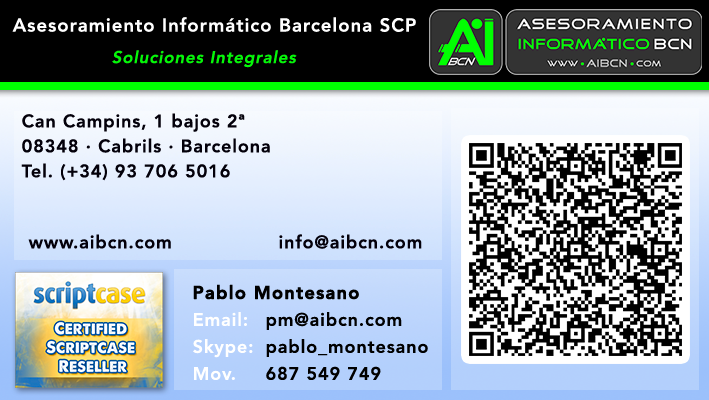 Asesoramiento Informático Barcelona SCP
Soluciones Integrales
AI
BCN
ASESORAMIENTO
INFORMÁTICO BCN
WWW•AIBCN•COM
Can Campins, 1 bajos 2ª
08348 · Cabrils · Barcelona
Tel. (+34) 93 706 5016
www.aibcn.com info@aibcn.com
scriptcase
CERTIFIED
SCRIPTCASE
RESELLER
Pablo Montesano
Email: pm@aibcn.com
Skype: pablo_montesano
Mov. 687 549 749